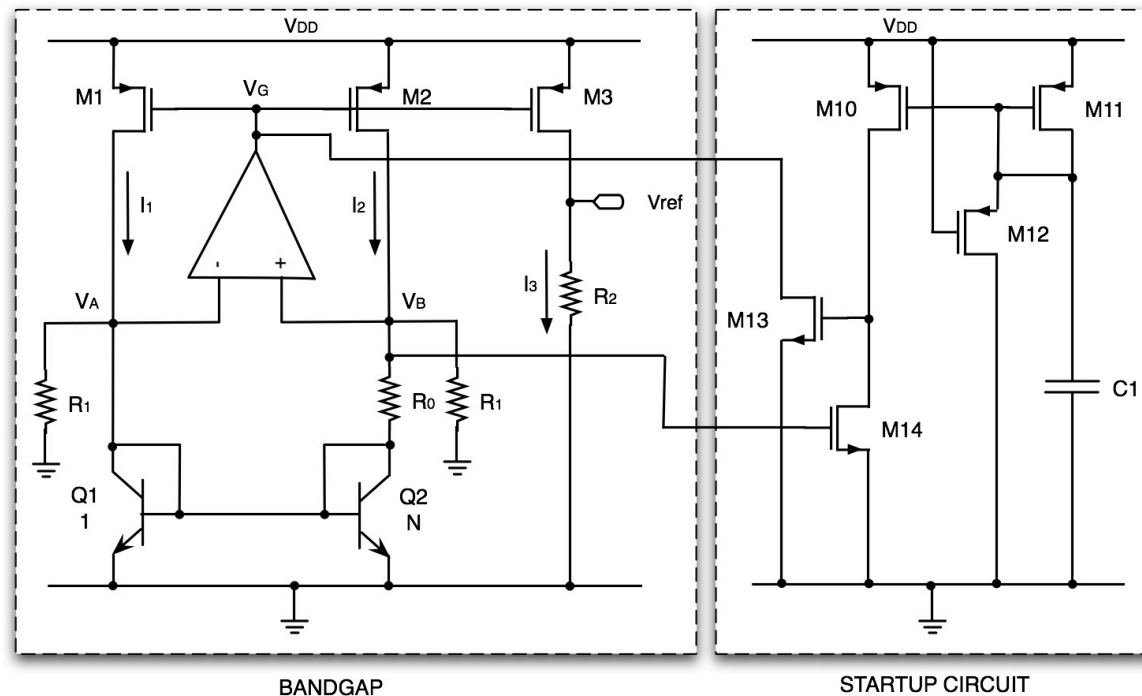 VDD
M1
VG
M2
M3
I1
I2
Vref
- +
I3
R2
VA
VB
R1
R0
R1
Q1
1
Q2
N
BANDGAP
VDD
M10
M11
M12
M13
C1
M14
STARTUP CIRCUIT